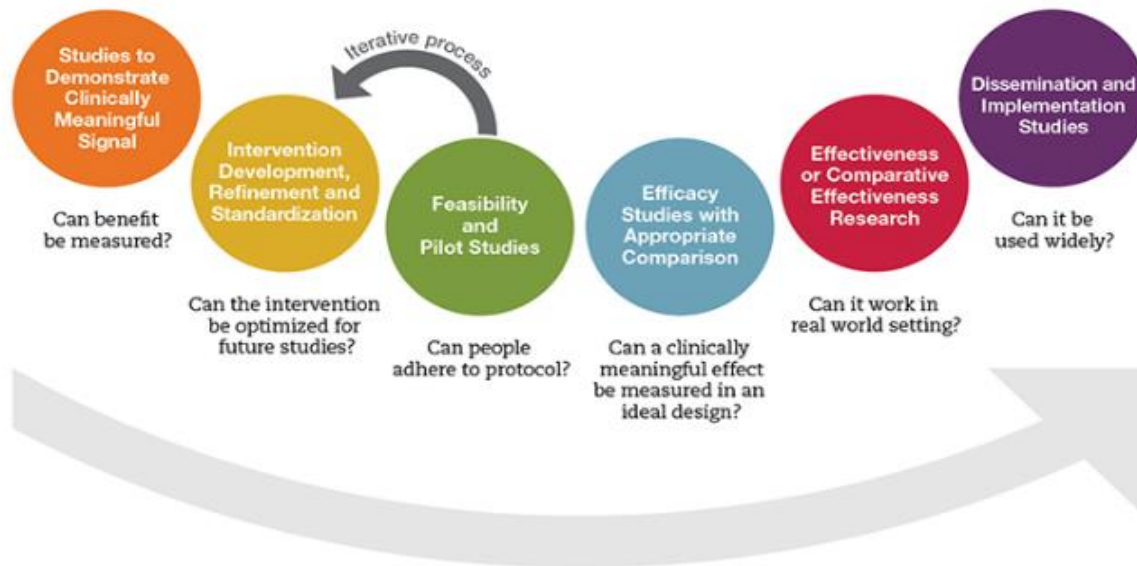 Studies to
Demonstrate
Clinically
Meaningful
Signal
Can benefit
be measured?
Intervention
Development,
Refinement and
Standardization
Can the intervention
be optimized for
future studies?
Iterative process
Feasibility
and
Pilot Studies
Can people
adhere to protocol?
Efficacy
Studies with
Appropriate
Comparison
Can a clinically
meaningful effect
be measured in an
ideal design?
Effectiveness
or Comparative
Effectiveness
Research
Can it work in
real world setting?
Dissemination and
Implementation
Studies
Can it be
used widely?